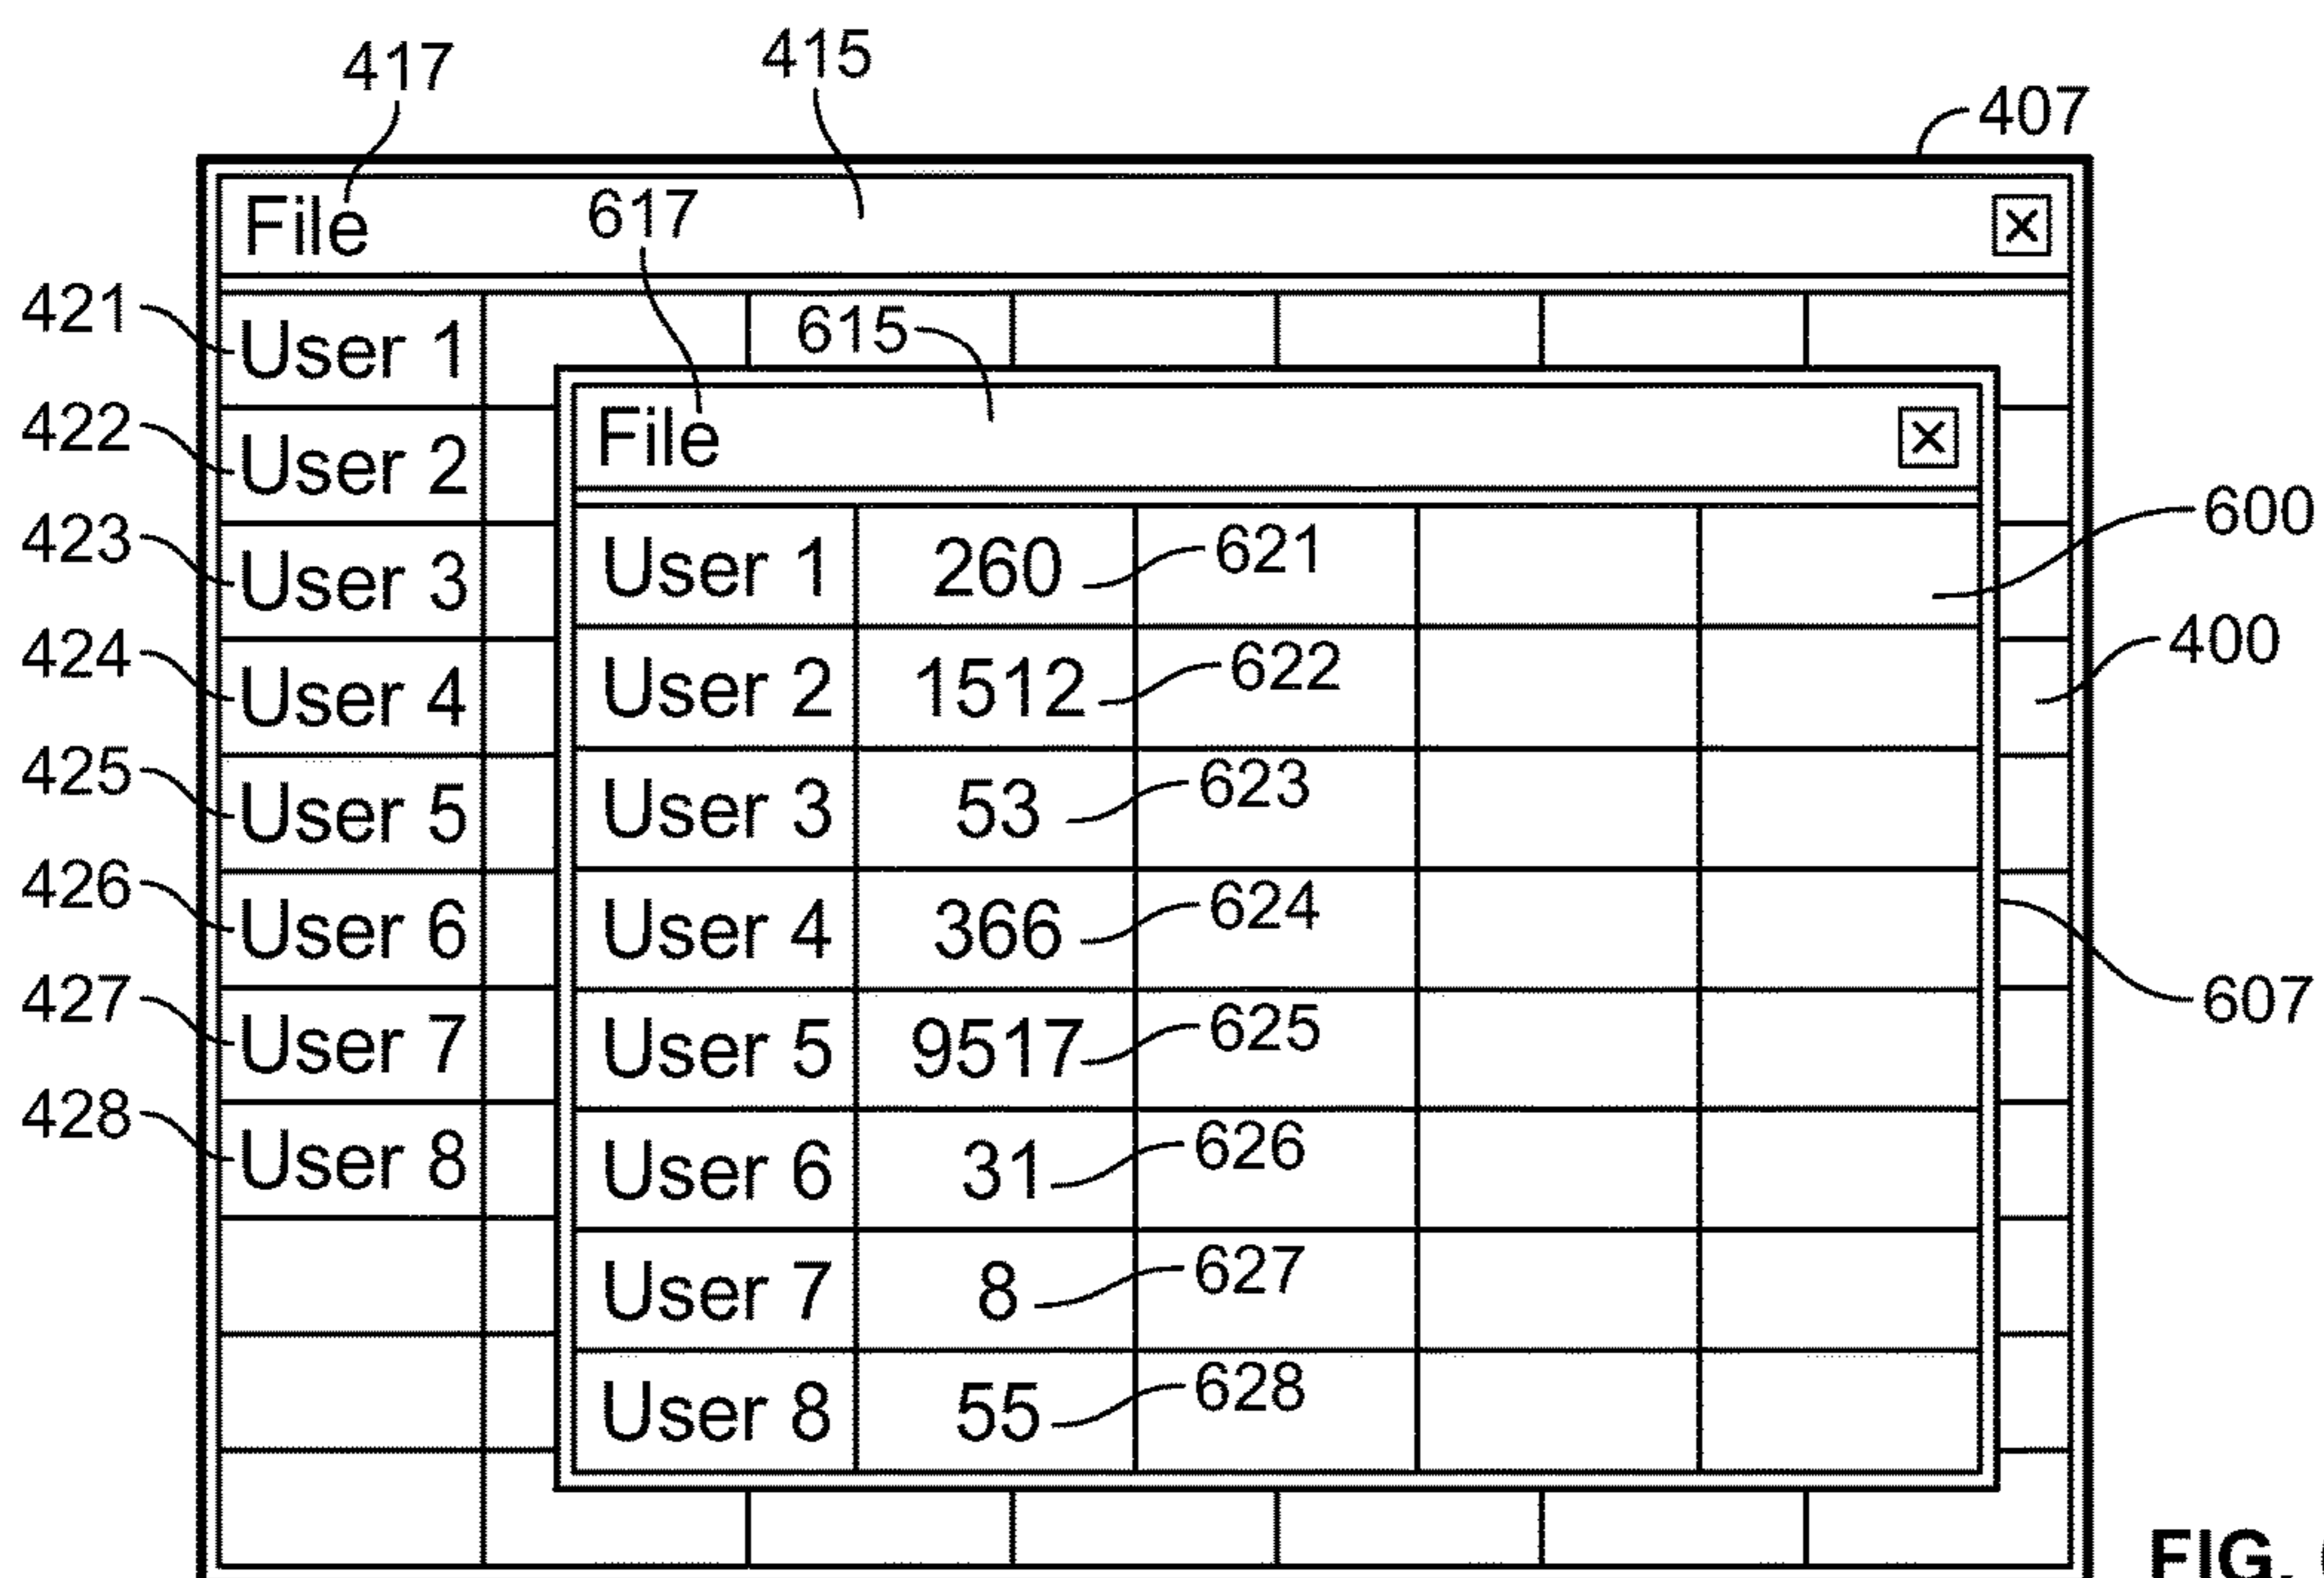 417 415 407
File 617
421 User 1 615
422 User 2 File
423 User 3 User 1 260 621 600
424 User 4 User 2 1512 622 400
425 User 5 User 3 53 623
426 User 6 User 4 366 624
427 User 7 User 5 9517 625 607
428 User 8 User 6 31 626
User 7 8 627
User 8 55 628
FIG.